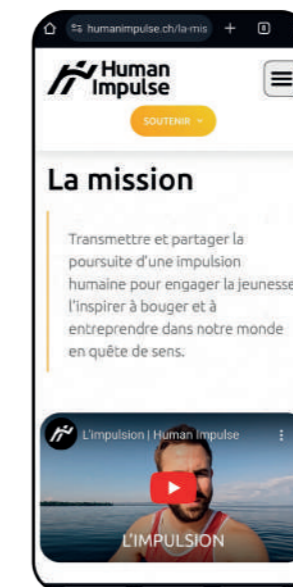 humanimpulse.ch/la-mis
Human
Impulse
SOUTENIR
La mission
Transmettre et partager la
poursuite d'une impulsion
humaine pour engager la jeunesse
l'inspirer à bouger et à
entreprendre dans notre monde
en quête de sens.
L'impulsion | Human Impulse
L'IMPULSION